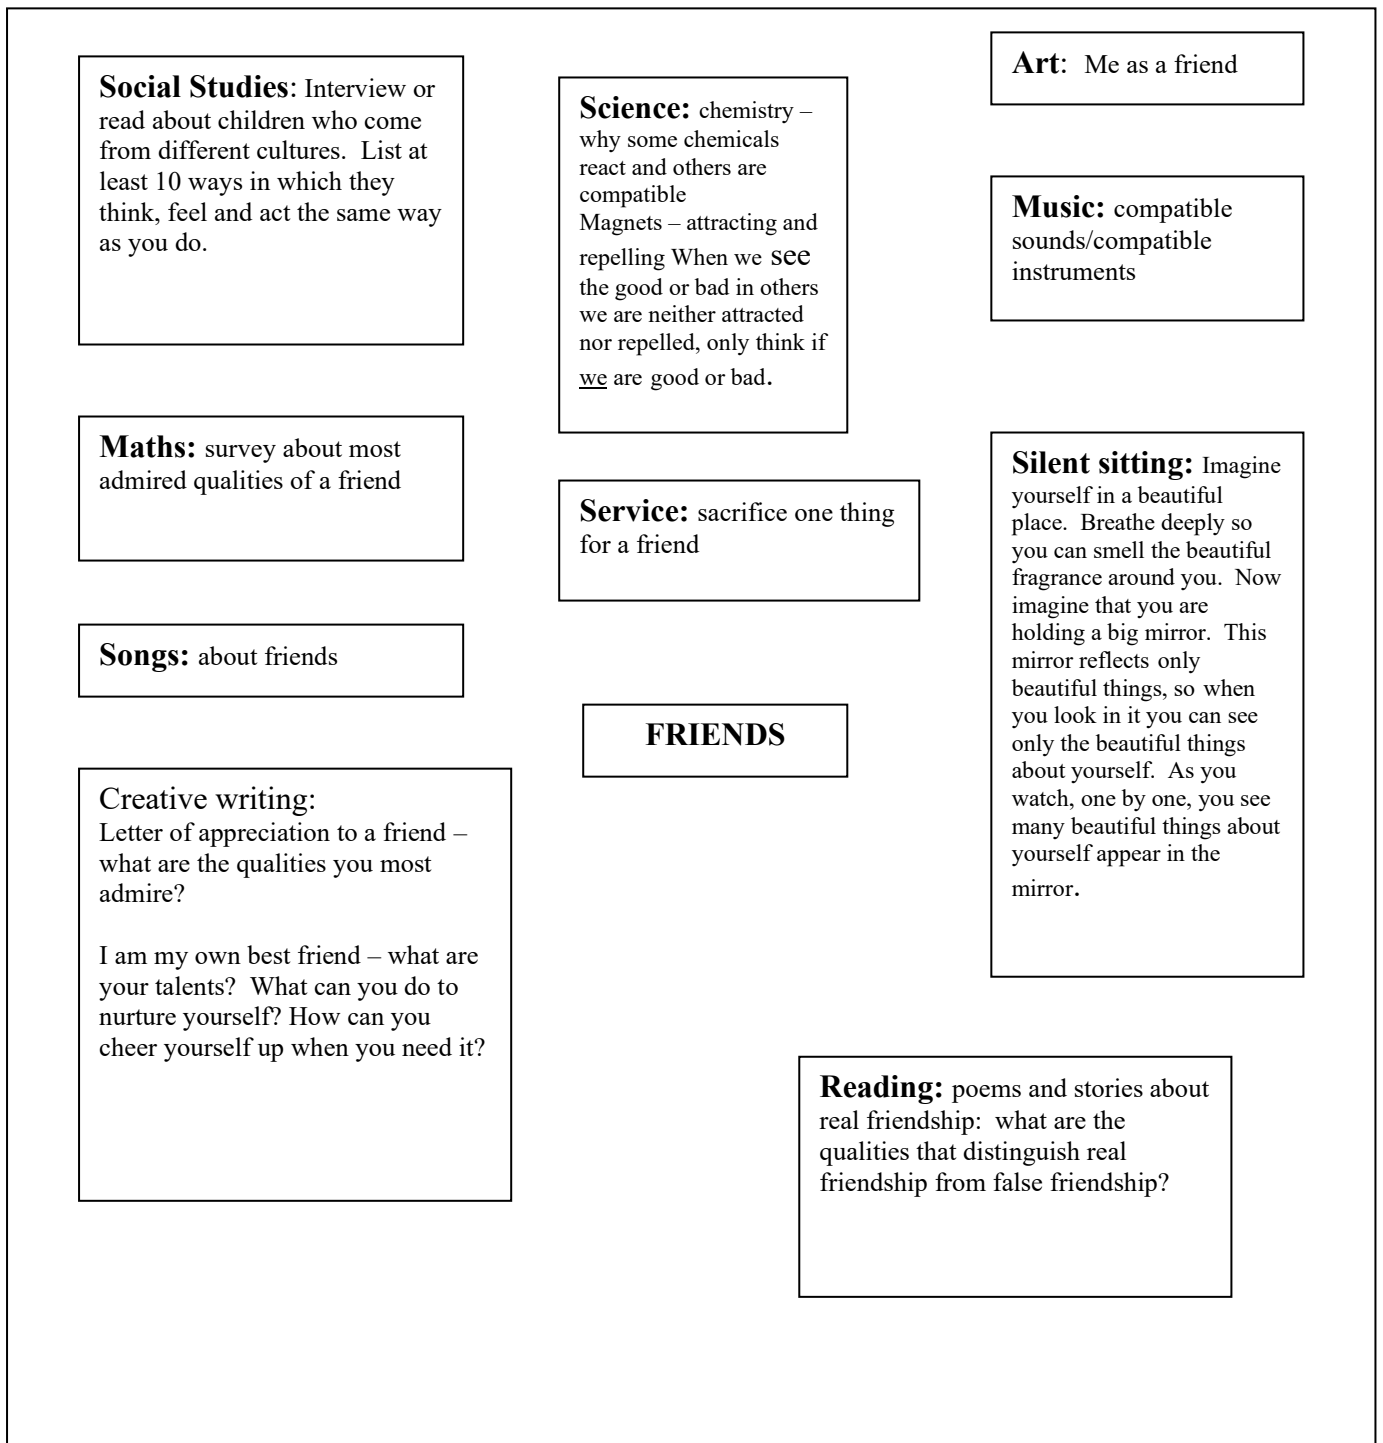 Social Studies: Interview or
read about children who come
from different cultures.  List at
least 10 ways in which they
think, feel and act the same way
as you do.
Science: chemistry –
why some chemicals
react and others are
compatible
Magnets – attracting and
repelling When we see
the good or bad in others
we are neither attracted
nor repelled, only think if
we are good or bad.
Art:  Me as a friend
Music: compatible
sounds/compatible
instruments
Maths: survey about most
admired qualities of a friend
Service: sacrifice one thing
for a friend
Silent sitting: Imagine
yourself in a beautiful
place.  Breathe deeply so
you can smell the beautiful
fragrance around you.  Now
imagine that you are
holding a big mirror.  This
mirror reflects only
beautiful things, so when
you look in it you can see
only the beautiful things
about yourself.  As you
watch, one by one, you see
many beautiful things about
yourself appear in the
mirror.
Songs: about friends
FRIENDS
Creative writing:
Letter of appreciation to a friend –
what are the qualities you most
admire?
I am my own best friend – what are
your talents?  What can you do to
nurture yourself? How can you
cheer yourself up when you need it?
Reading: poems and stories about
real friendship:  what are the
qualities that distinguish real
friendship from false friendship?